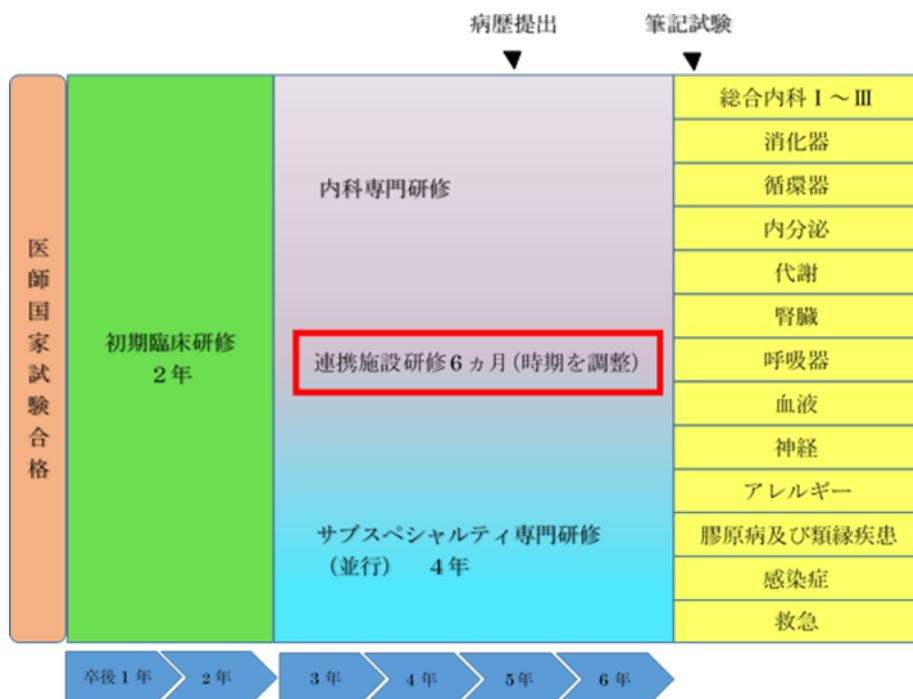 病歴提出
筆記試験
▼
▼
医師国家試験合格
初期臨床研修
2年
内科専門研修
連携施設研修6ヵ月(時期を調整)
サブスペシャルティ専門研修
(並行) 4年
総合内科Ⅰ～Ⅲ
消化器
循環器
内分泌
代謝
腎臓
呼吸器
血液
神経
アレルギー
膠原病及び類縁疾患
感染症
救急
卒後1年
2年
3年
4年
5年
6年